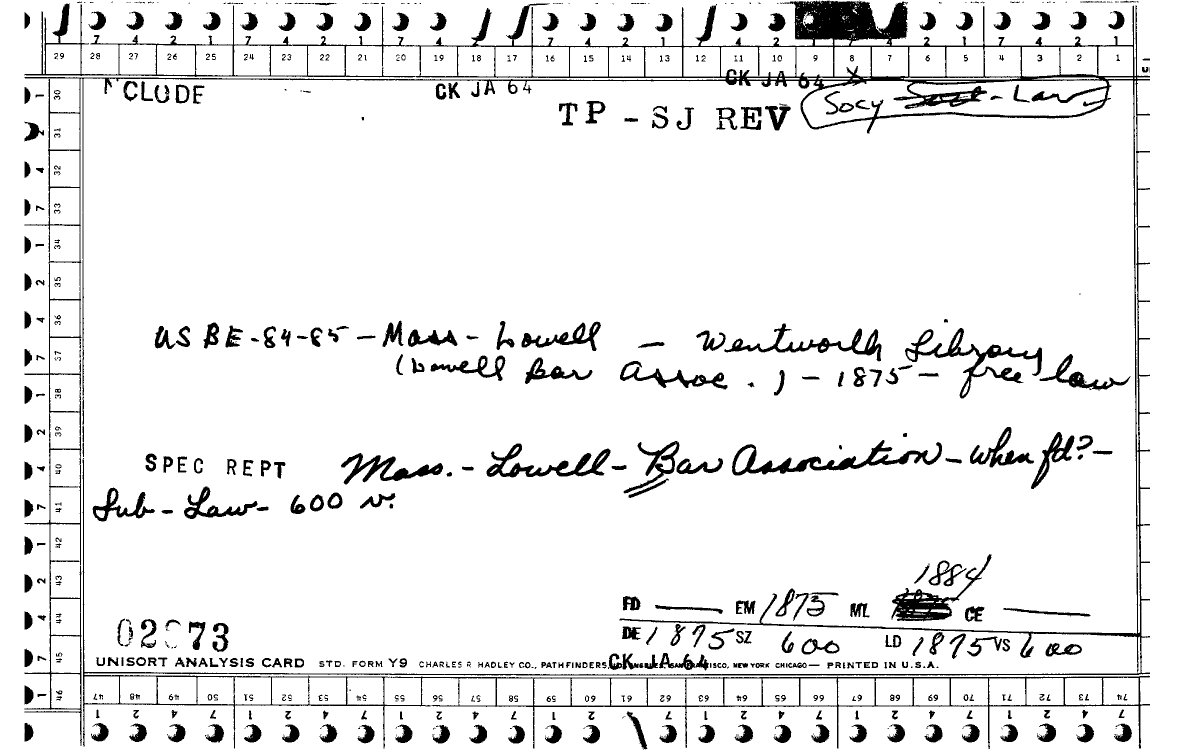 7 4 2 1 7 4 2 1 7 4 2 1 7 4 2 1 7 4 2 1 7 4 2 1 7 4 2 1
29 28 27 26 25 24 23 22 21 20 19 18 17 16 15 14 13 12 11 10 9 8 7 6 5 4 3 2 1
CLUDE CK JA 64 CK JA 64 X
TP - SJ REV Socy - Law
30
31
32
33
34
35
36
37
38
39
40
41
42
43
44
45
46
US BE-84-85 - Mass - Lowell - Wentworth Library
(Lowell Bar Assoc.) - 1875 - free law
SPEC REPT Mass. - Lowell - Bar Association - when fd? -
Sub - Law - 600 v.
1884
FD — EM 1875 ML CE —
DE 1875 SZ 600 LD 1875 VS 600
02 73
CK JA 64
UNISORT ANALYSIS CARD STD. FORM Y9 CHARLES R HADLEY CO., PATHFINDERS, NEW YORK CHICAGO — PRINTED IN U.S.A.
47 48 49 50 51 52 53 54 55 56 57 58 59 60 61 62 63 64 65 66 67 68 69 70 71 72 73 74
1 2 4 7 1 2 4 7 1 2 4 7 1 2 4 7 1 2 4 7 1 2 4 7 1 2 4 7